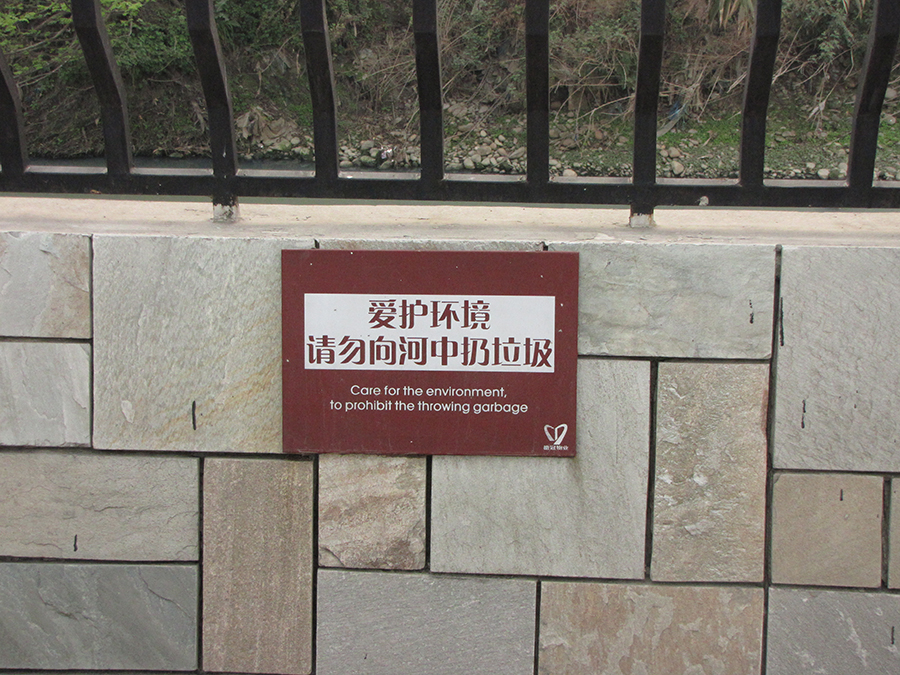 爱护环境
请勿向河中扔垃圾
Care for the environment,
to prohibit the throwing garbage